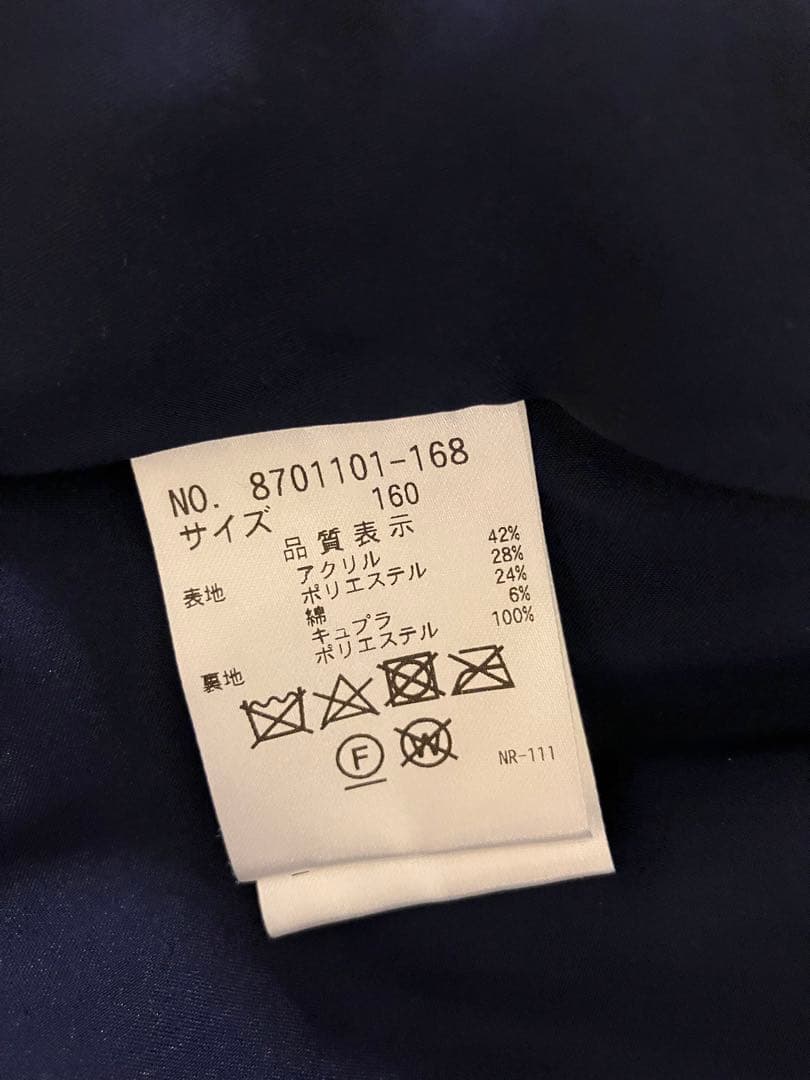 NO. 8701101-168
サイズ 160
品質表示
表地 アクリル 42%
ポリエステル 28%
綿 24%
キュプラ 6%
裏地 ポリエステル 100%
F W
NR-111